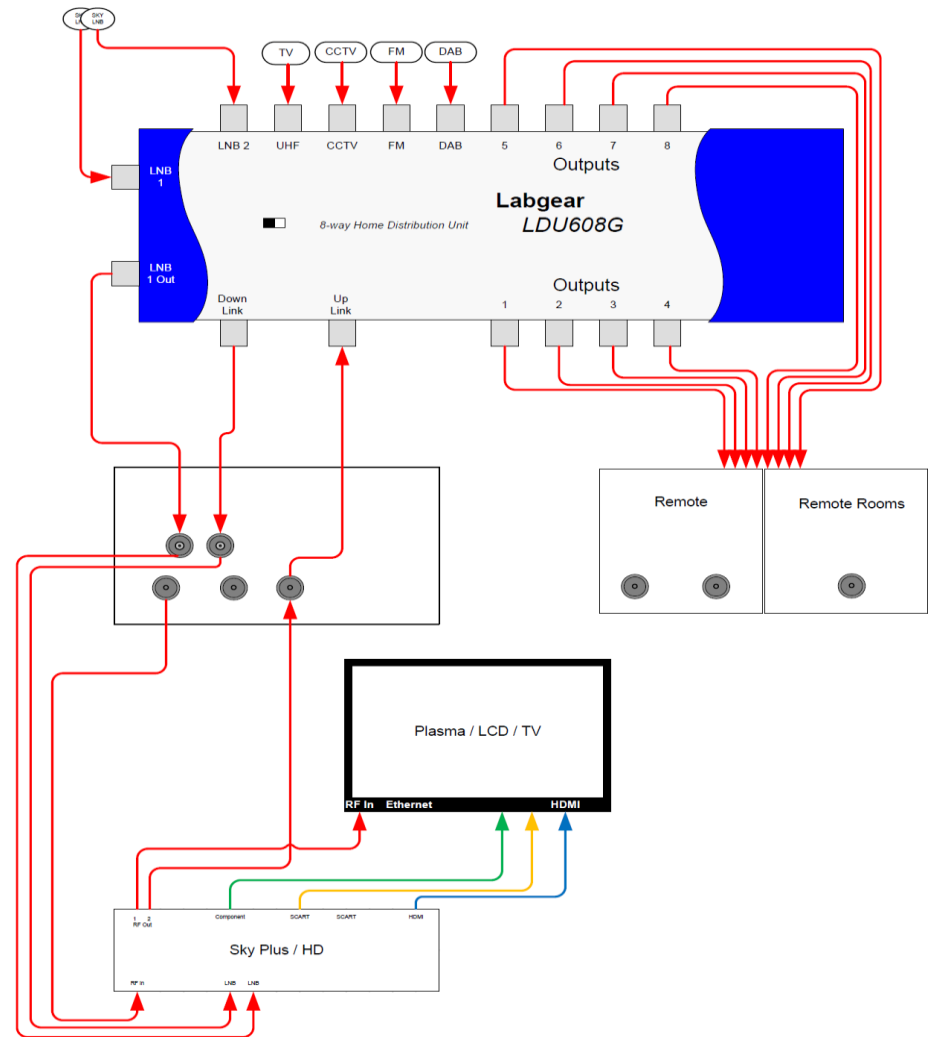 SKY
LNB
TV
CCTV
FM
DAB
LNB 2
UHF
CCTV
FM
DAB
5
6
7
8
Outputs
LNB
1
Labgear
8-way Home Distribution Unit
LDU608G
LNB
1 Out
Outputs
Down
Link
Up
Link
1
2
3
4
Remote
Remote Rooms
Plasma / LCD / TV
RF In
Ethernet
HDMI
1
2
RF Out
Component
SCART
SCART
HDMI
Sky Plus / HD
RF In
LNB
LNB